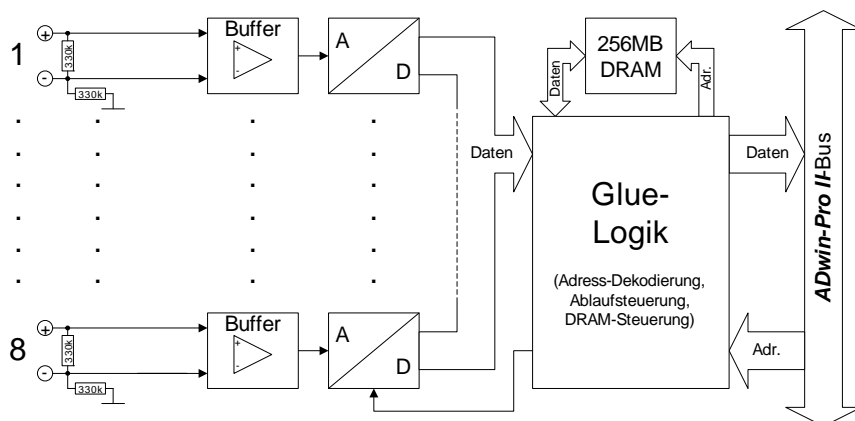 1
+
-
330k
330k
Buffer
+
-
A
D
Daten
256MB
DRAM
Daten
Adr.
Glue-
Logik
(Adress-Dekodierung,
Ablaufsteuerung,
DRAM-Steuerung)
Daten
Adr.
ADwin-Pro II-Bus
8
+
-
330k
330k
Buffer
+
-
A
D